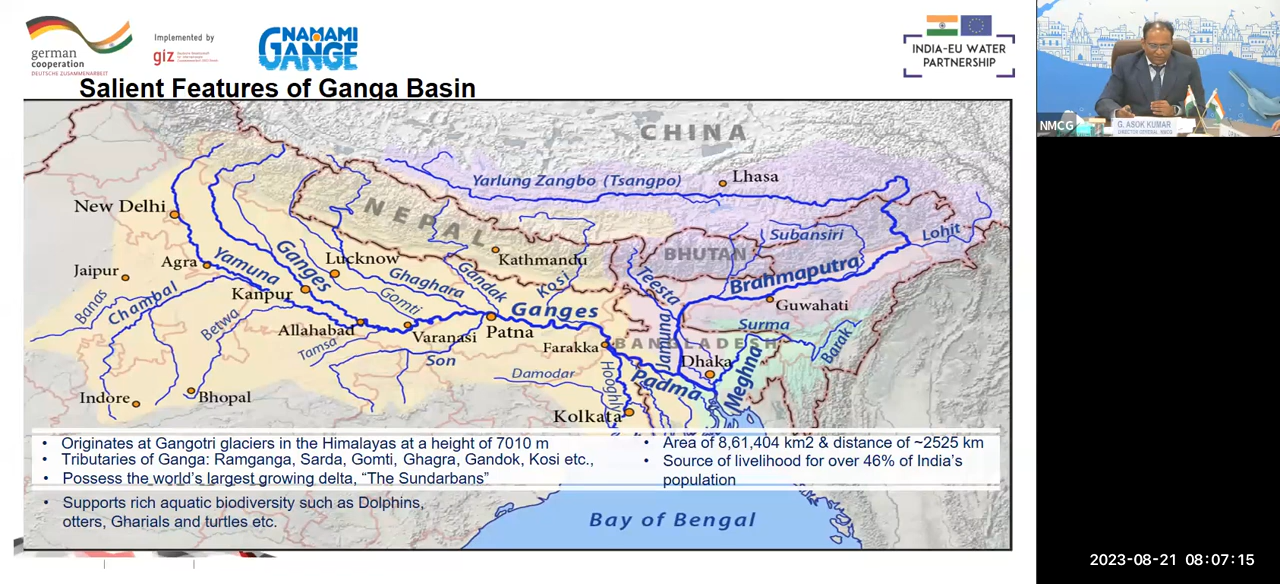 german
cooperation
DEUTSCHE ZUSAMMENARBEIT
Implemented by
giz
NAMAMI
GANGE
INDIA-EU WATER
PARTNERSHIP
Salient Features of Ganga Basin
NMCG
G. ASOK KUMAR
DIRECTOR GENERAL NMCG
CHINA
Yarlung Zangbo (Tsangpo)
Lhasa
New Delhi
NEPAL
Subansiri
Lohit
BHUTAN
Kathmandu
Agra
Yamuna
Ganges
Lucknow
Jaipur
Ghaghara
Gandak
Kosi
Teesta
Brahmaputra
Banas
Chambal
Kanpur
Gomti
Ganges
Guwahati
Betwa
Allahabad
Varanasi
Patna
Surma
Tamsa
Farakka
BANGLADESH
Jamuna
Barak
Son
Dhaka
Damodar
Hooghly
Padma
Meghna
Indore
Bhopal
Kolkata
• Originates at Gangotri glaciers in the Himalayas at a height of 7010 m
• Tributaries of Ganga: Ramganga, Sarda, Gomti, Ghagra, Gandok, Kosi etc.,
• Possess the world's largest growing delta, “The Sundarbans”
• Supports rich aquatic biodiversity such as Dolphins,
otters, Gharials and turtles etc.
• Area of 8,61,404 km2 & distance of ~2525 km
• Source of livelihood for over 46% of India's
population
Bay of Bengal
2023-08-21 08:07:15